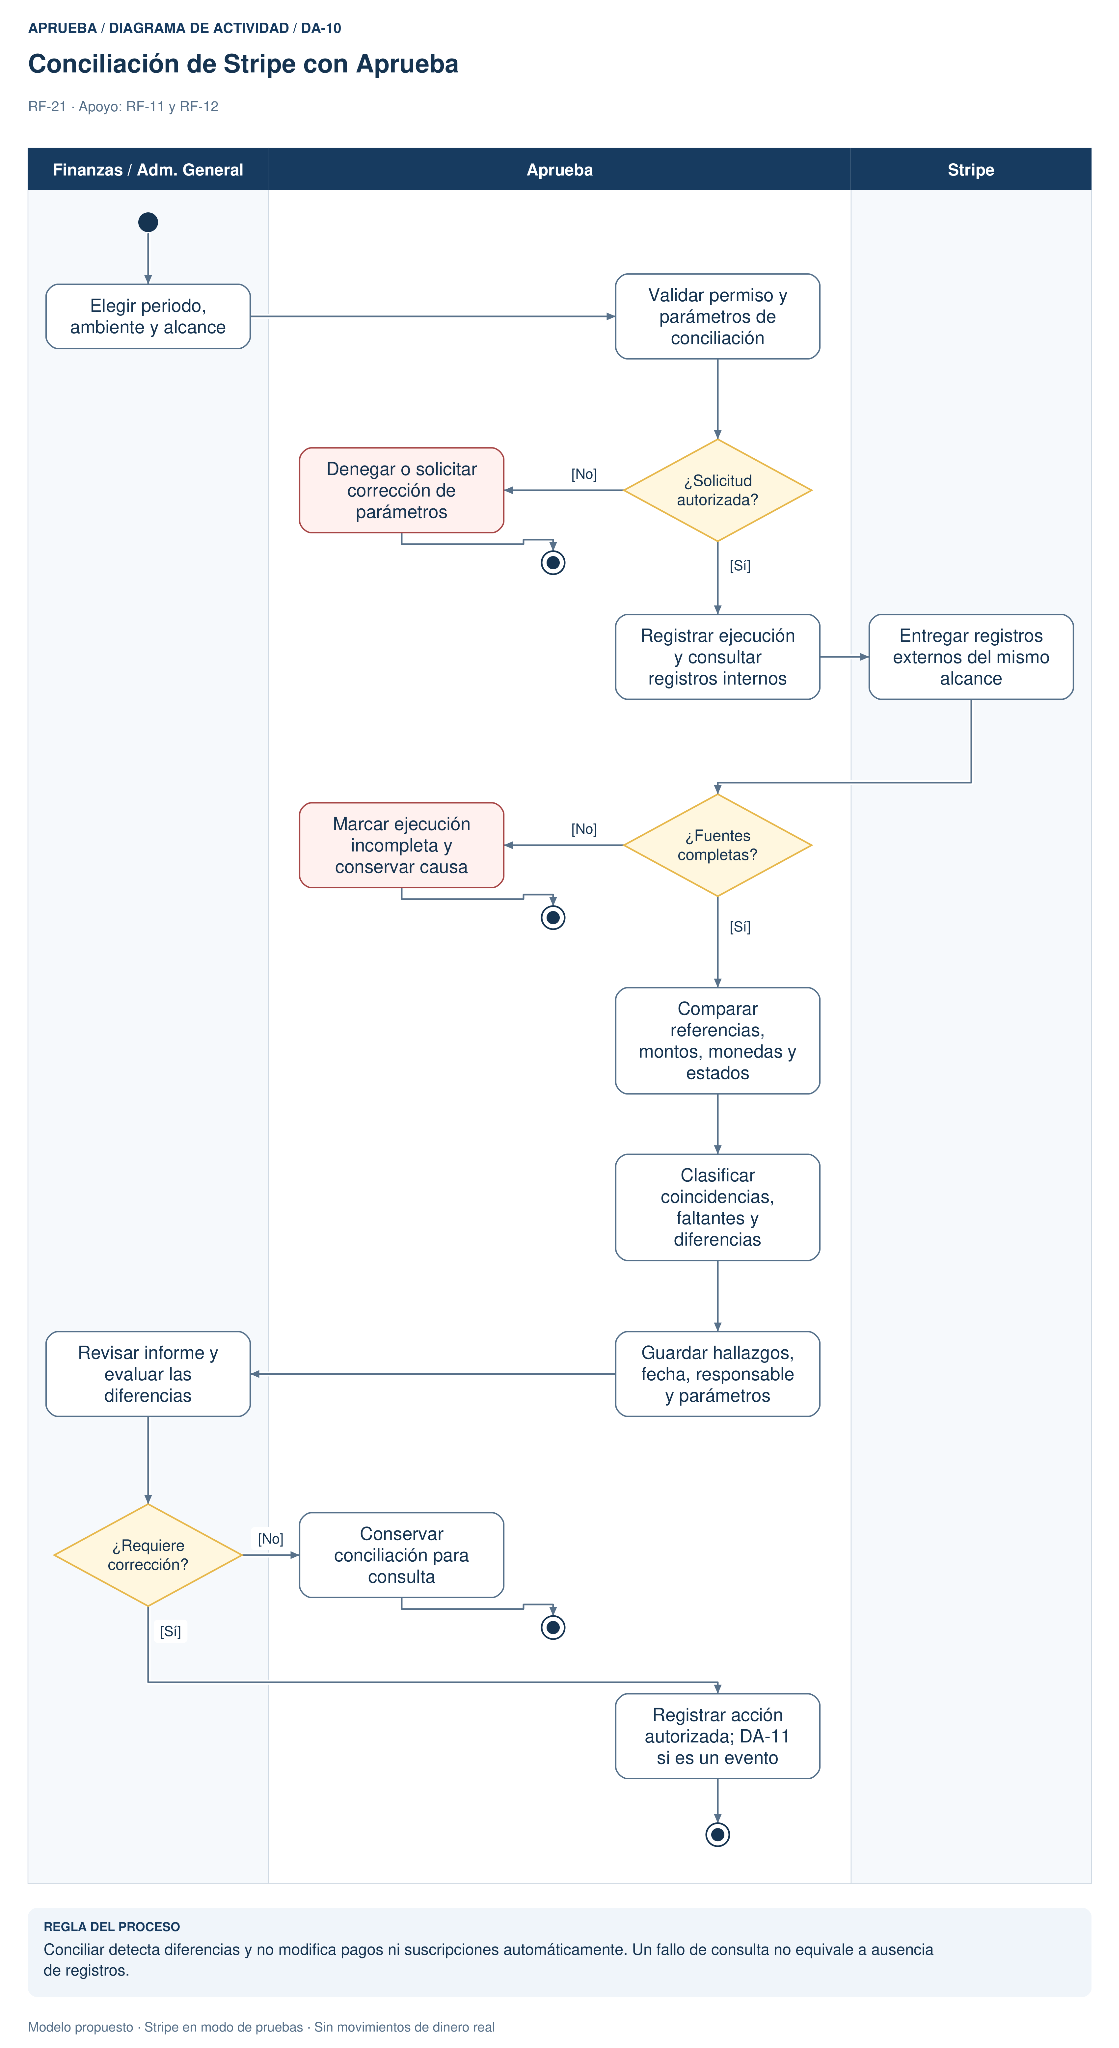 APRUEBA / DIAGRAMA DE ACTIVIDAD / DA-10
Conciliación de Stripe con Aprueba
RF-21 · Apoyo: RF-11 y RF-12
Finanzas / Adm. General
Aprueba
Stripe
Elegir periodo,
ambiente y alcance
Validar permiso y
parámetros de
conciliación
¿Solicitud
autorizada?
[No]
Denegar o solicitar
corrección de
parámetros
[Sí]
Registrar ejecución
y consultar
registros internos
Entregar registros
externos del mismo
alcance
¿Fuentes
completas?
[No]
Marcar ejecución
incompleta y
conservar causa
[Sí]
Comparar
referencias,
montos, monedas y
estados
Clasificar
coincidencias,
faltantes y
diferencias
Guardar hallazgos,
fecha, responsable
y parámetros
Revisar informe y
evaluar las
diferencias
¿Requiere
corrección?
[No]
Conservar
conciliación para
consulta
[Sí]
Registrar acción
autorizada; DA-11
si es un evento
REGLA DEL PROCESO
Conciliar detecta diferencias y no modifica pagos ni suscripciones automáticamente. Un fallo de consulta no equivale a ausencia
de registros.
Modelo propuesto · Stripe en modo de pruebas · Sin movimientos de dinero real